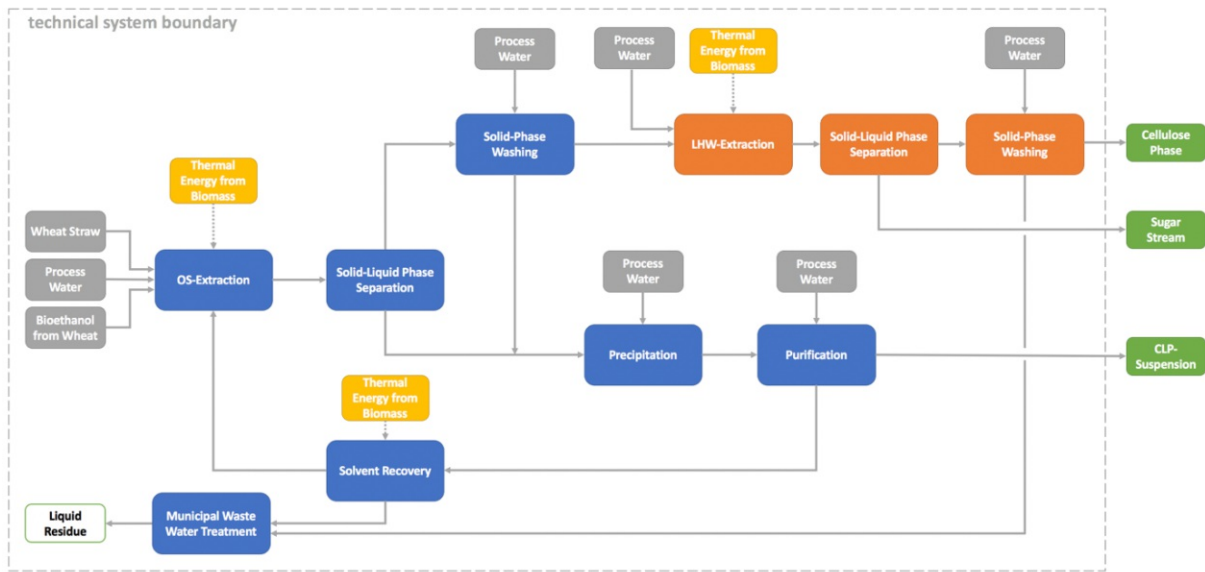 technical system boundary
Process
Water
Process
Water
Thermal
Energy from
Biomass
Process
Water
Solid-Phase
Washing
LHW-Extraction
Solid-Liquid Phase
Separation
Solid-Phase
Washing
Cellulose
Phase
Thermal
Energy from
Biomass
Wheat Straw
Sugar
Stream
Process
Water
OS-Extraction
Solid-Liquid Phase
Separation
Process
Water
Process
Water
Bioethanol
from Wheat
Precipitation
Purification
CLP-
Suspension
Thermal
Energy from
Biomass
Solvent Recovery
Liquid
Residue
Municipal Waste
Water Treatment